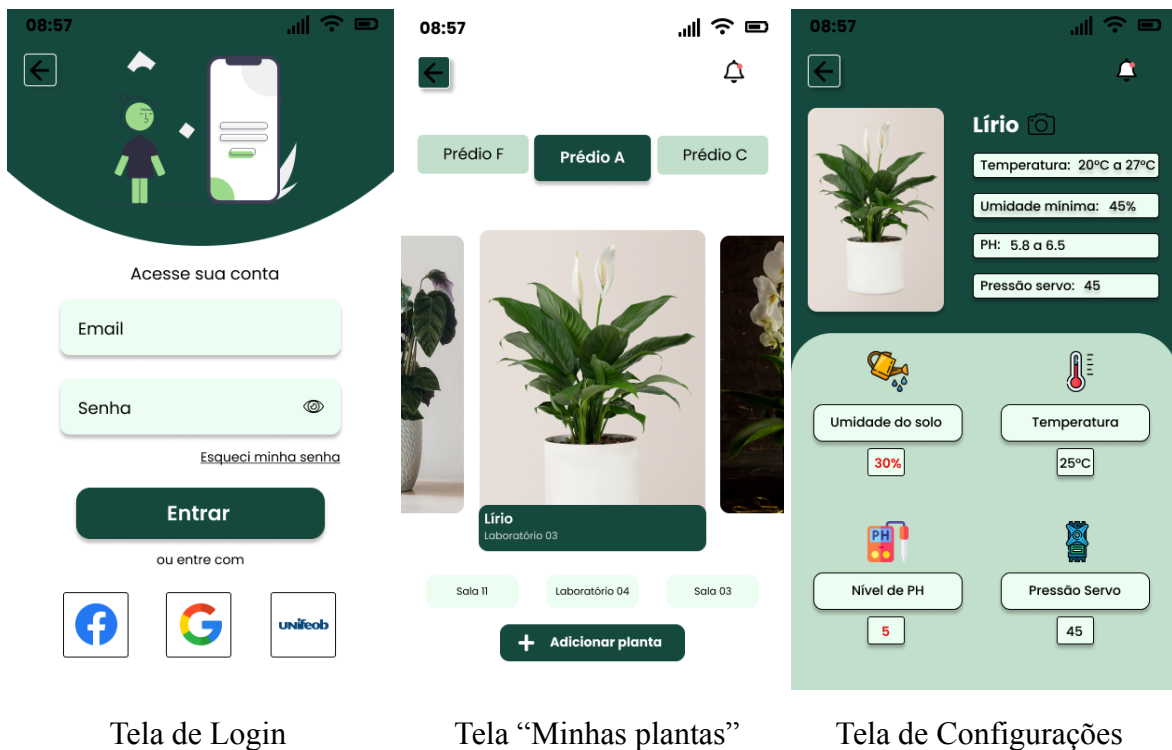 08:57
Acesse sua conta
Email
Senha
Esqueci minha senha
Entrar
ou entre com
unifeob
Tela de Login
08:57
Prédio F
Prédio A
Prédio C
Lírio
Laboratório 03
Sala 11
Laboratório 04
Sala 03
+ Adicionar planta
Tela “Minhas plantas”
08:57
Lírio
Temperatura: 20ºC a 27ºC
Umidade mínima: 45%
PH: 5.8 a 6.5
Pressão servo: 45
Umidade do solo
30%
Temperatura
25ºC
PH
Nível de PH
5
Pressão Servo
45
Tela de Configurações